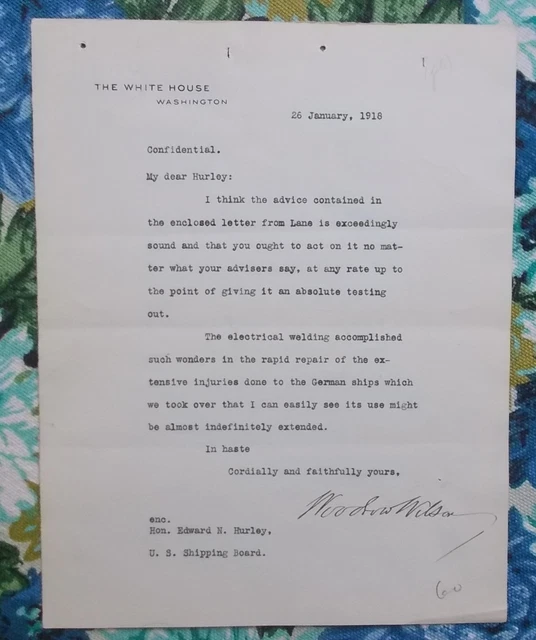 THE WHITE HOUSE
WASHINGTON
26 January, 1918
Confidential.
My dear Hurley:
I think the advice contained in
the enclosed letter from Lane is exceedingly
sound and that you ought to act on it no mat-
ter what your advisers say, at any rate up to
the point of giving it an absolute testing
out.
The electrical welding accomplished
such wonders in the rapid repair of the ex-
tensive injuries done to the German ships which
we took over that I can easily see its use might
be almost indefinitely extended.
In haste
Cordially and faithfully yours,
Woodrow Wilson
enc.
Hon. Edward N. Hurley,
U. S. Shipping Board.